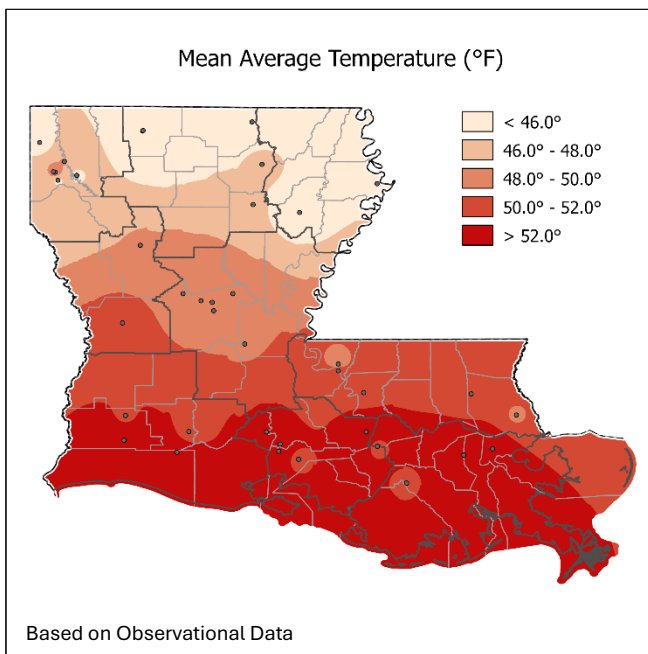 Mean Average Temperature (°F)
< 46.0°
46.0° - 48.0°
48.0° - 50.0°
50.0° - 52.0°
> 52.0°
Based on Observational Data